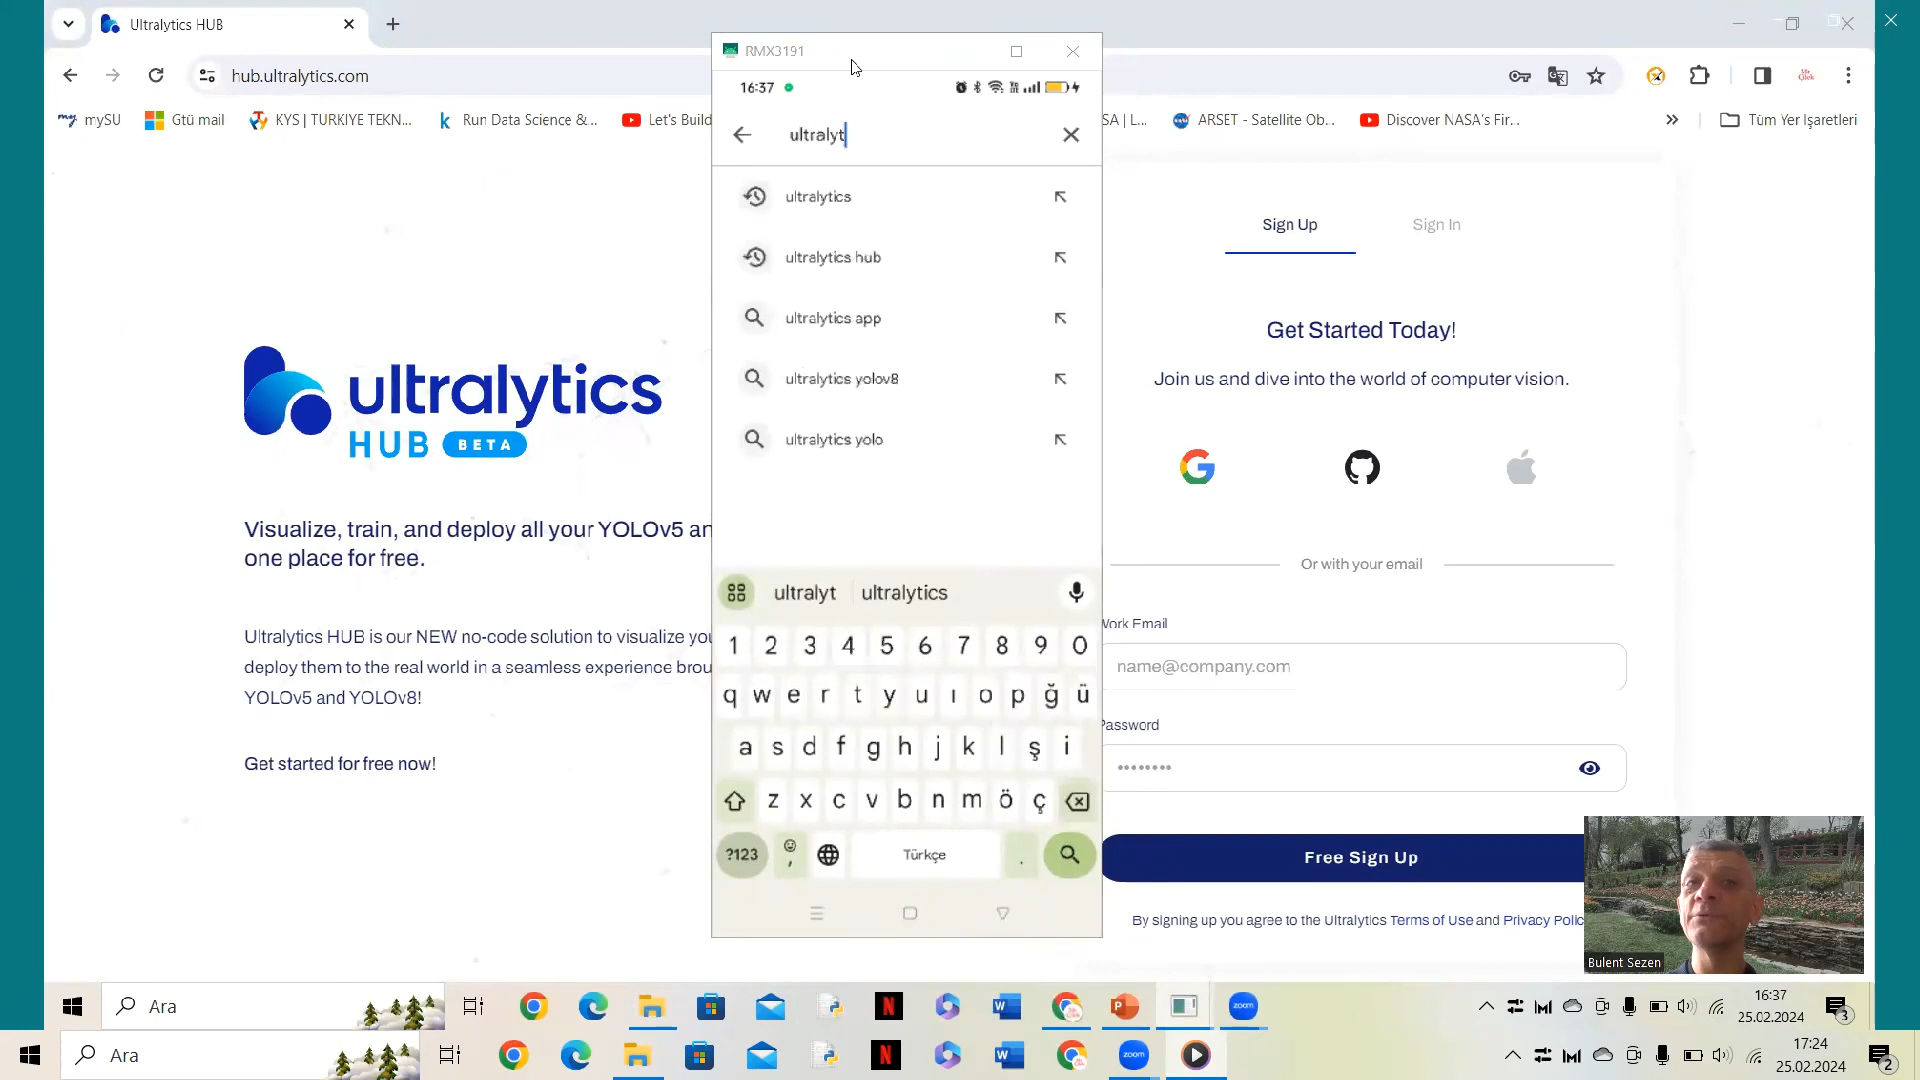 Ultralytics HUB
hub.ultralytics.com
mySU
Gtü mail
KYS | TURKIYE TEKN...
Run Data Science &...
Let's Build
SA | L...
ARSET - Satellite Ob...
Discover NASA's Fir...
Tüm Yer İşaretleri
ultralytics
HUB BETA
Visualize, train, and deploy all your YOLOv5 an
one place for free.
Ultralytics HUB is our NEW no-code solution to visualize you
deploy them to the real world in a seamless experience brou
YOLOv5 and YOLOv8!
Get started for free now!
RMX3191
16:37
ultralyt
ultralytics
ultralytics hub
ultralytics app
ultralytics yolov8
ultralytics yolo
ultralyt ultralytics
1 2 3 4 5 6 7 8 9 0
q w e r t y u ı o p ğ ü
a s d f g h j k l ş i
z x c v b n m ö ç
?123 , Türkçe .
Sign Up Sign In
Get Started Today!
Join us and dive into the world of computer vision.
Or with your email
Work Email
name@company.com
Password
Free Sign Up
By signing up you agree to the Ultralytics Terms of Use and Privacy Polic
Bulent Sezen
Ara
zoom
16:37
25.02.2024
3
Ara
zoom
17:24
25.02.2024
2